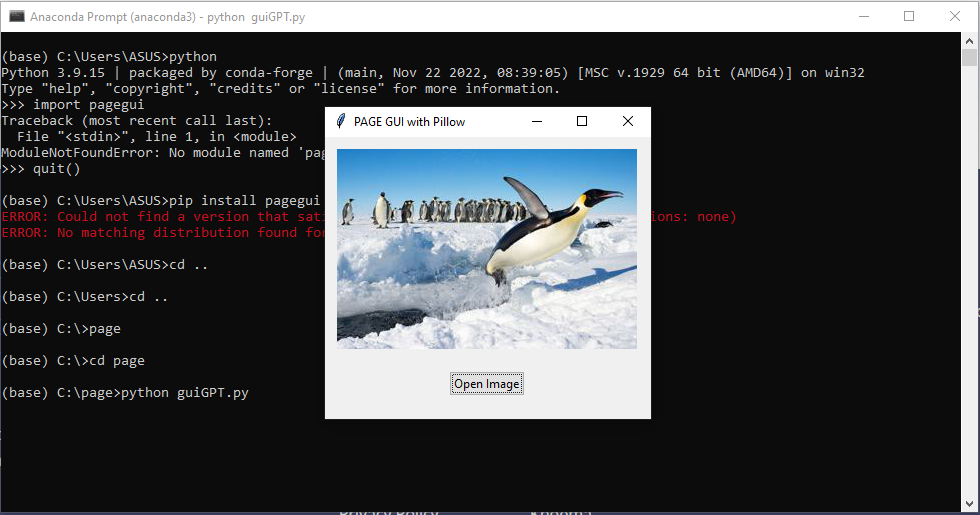 Anaconda Prompt (anaconda3) - python guiGPT.py
(base) C:\Users\ASUS>python
Python 3.9.15 | packaged by conda-forge | (main, Nov 22 2022, 08:39:05) [MSC v.1929 64 bit (AMD64)] on win32
Type "help", "copyright", "credits" or "license" for more information.
>>> import pagegui
Traceback (most recent call last):
File "<stdin>", line 1, in <module>
ModuleNotFoundError: No module named 'pag
>>> quit()
(base) C:\Users\ASUS>pip install pagegui
ERROR: Could not find a version that sati
ions: none)
ERROR: No matching distribution found for
(base) C:\Users\ASUS>cd ..
(base) C:\Users>cd ..
(base) C:\>page
(base) C:\>cd page
(base) C:\page>python guiGPT.py
PAGE GUI with Pillow
Open Image
Privacy Policy